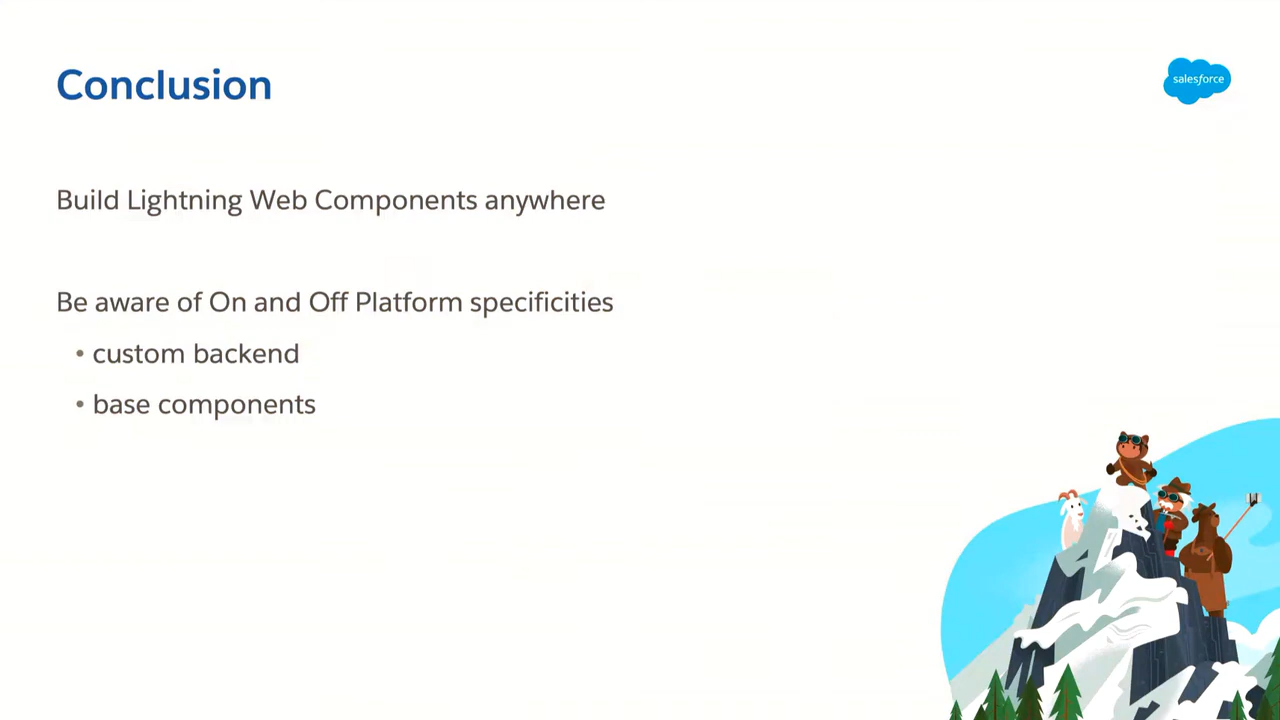 Conclusion
salesforce
Build Lightning Web Components anywhere
Be aware of On and Off Platform specificities
• custom backend
• base components